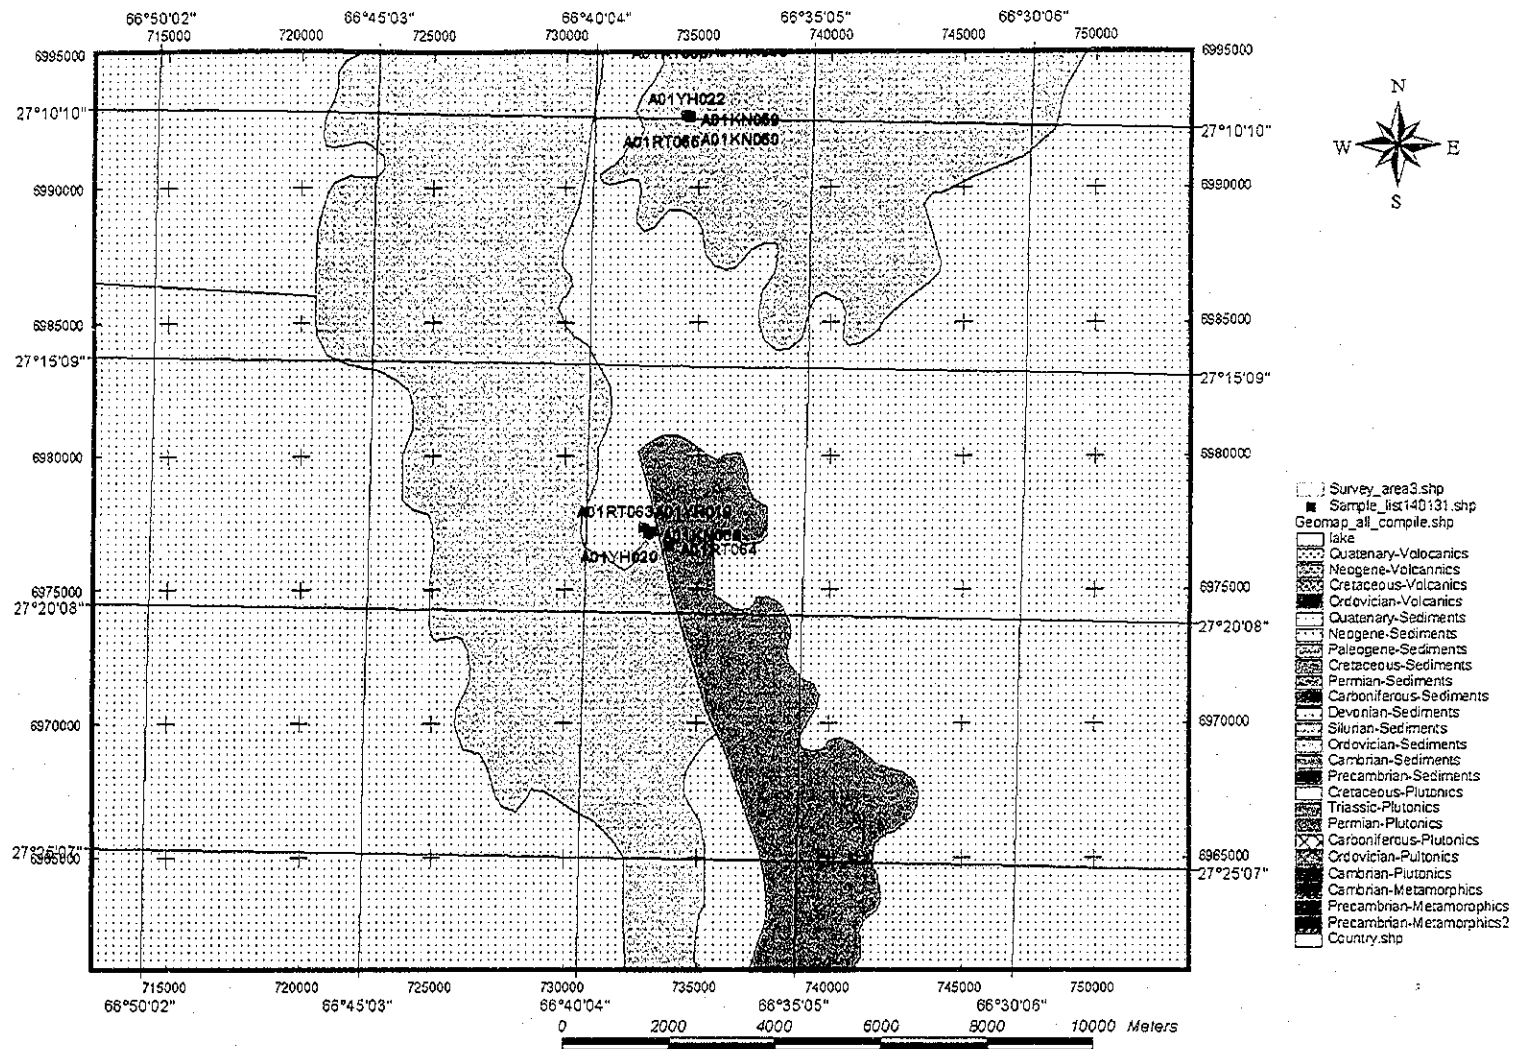 66°50'02" 66°45'03" 66°40'04" 66°35'05" 66°30'06"
715000 720000 725000 730000 735000 740000 745000 750000
6995000 6995000
A01YH022
27°10'10" A01KN059 27°10'10"
A01RT066 A01KN060
6990000 6990000
N
W E
S
6985000 6985000
27°15'09" 27°15'09"
6980000 6980000
A01RT063
A01RT064
A01YH020
6975000 6975000
27°20'08" 27°20'08"
6970000 6970000
27°25'07" 6965000 6965000
27°25'07"
715000 720000 725000 730000 735000 740000 745000 750000
66°50'02" 66°45'03" 66°40'04" 66°35'05" 66°30'06"
0 2000 4000 6000 8000 10000 Meters
Survey_area3.shp
Sample_list140131.shp
Geomap_all_compile.shp
lake
Quatenary-Volocanics
Neogene-Volcannics
Cretaceous-Volcanics
Ordovician-Volcanics
Quatenary-Sediments
Neogene-Sediments
Paleogene-Sediments
Cretaceous-Sediments
Permian-Sediments
Carboniferous-Sediments
Devonian-Sediments
Silurian-Sediments
Ordovician-Sediments
Cambrian-Sediments
Precambrian-Sediments
Cretaceous-Plutonics
Triassic-Plutonics
Permian-Plutonics
Carboniferous-Plutonics
Ordovician-Pultonics
Cambrian-Plutonics
Cambrian-Metamorphics
Precambrian-Metamorophics
Precambrian-Metamorphics2
Country.shp